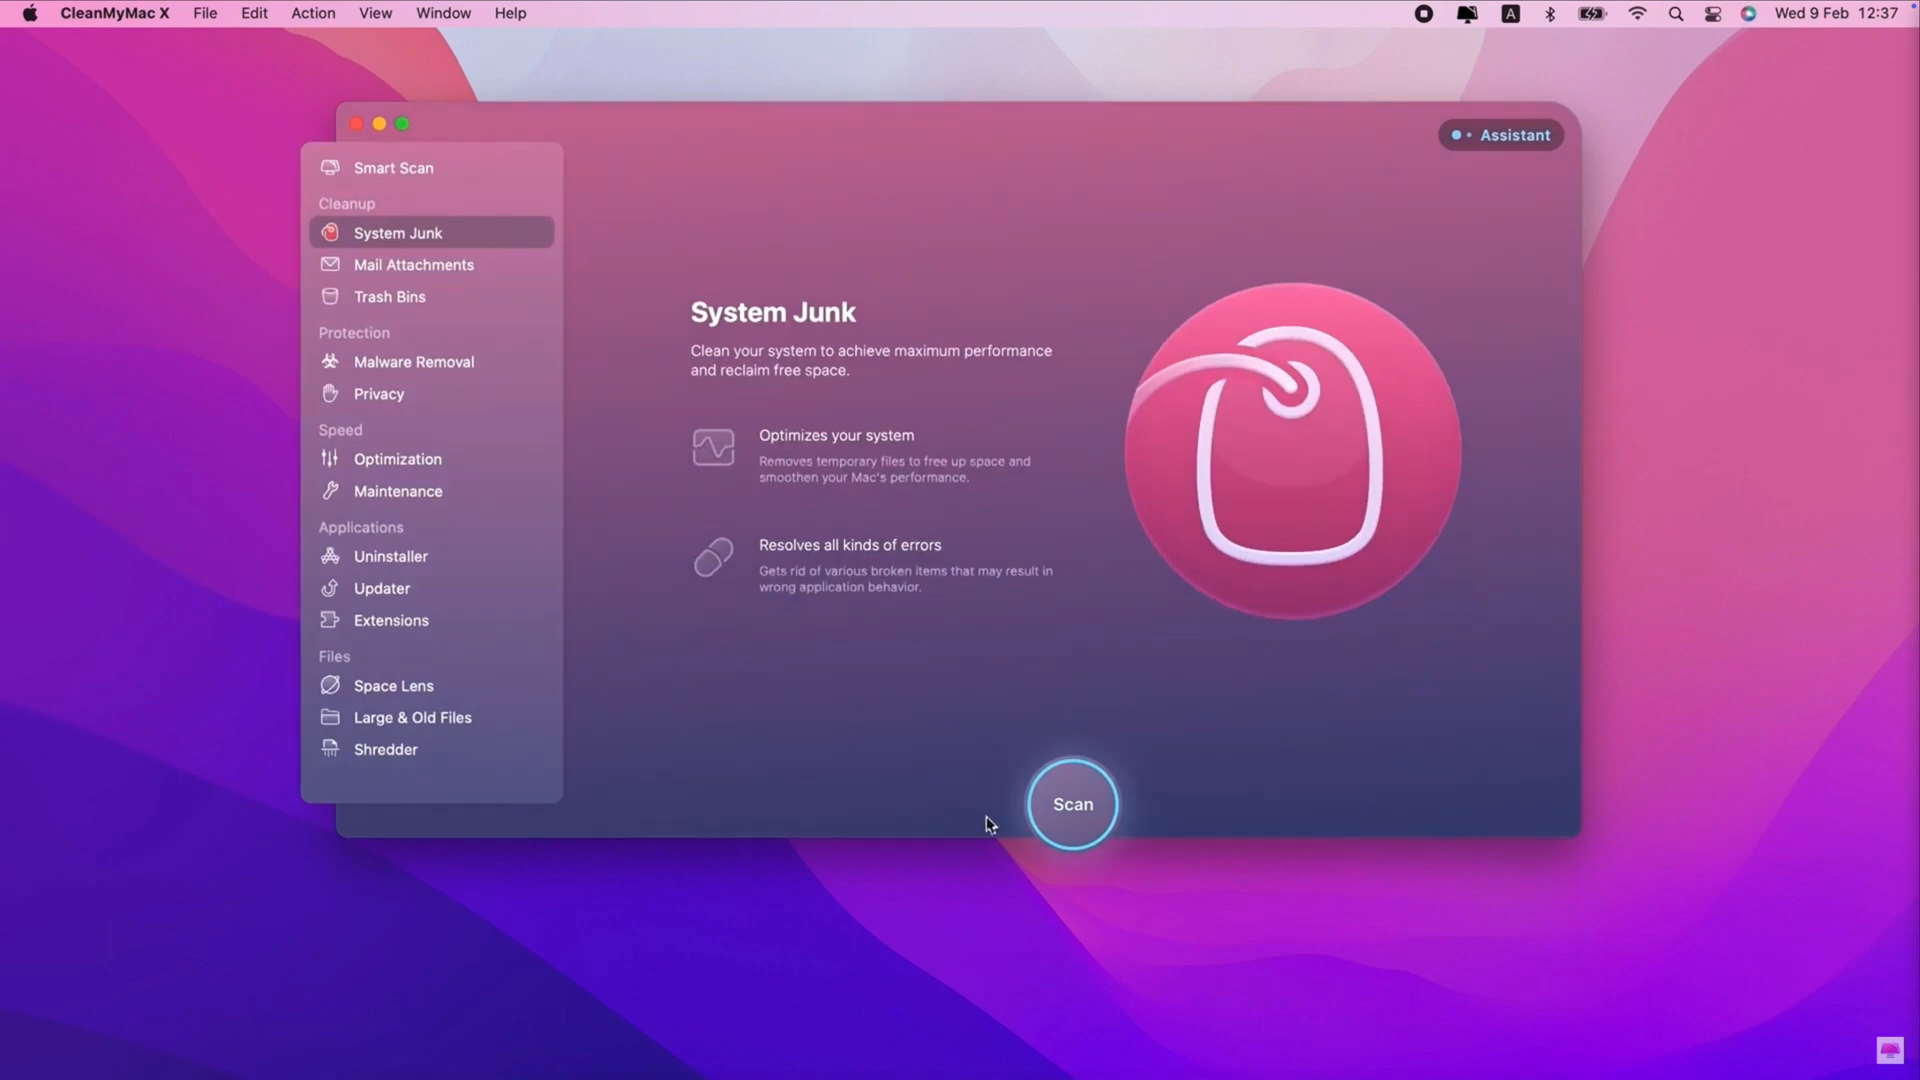 CleanMyMac X File Edit Action View Window Help A Wed 9 Feb 12:37
Assistant
Smart Scan
Cleanup
System Junk
Mail Attachments
Trash Bins
Protection
Malware Removal
Privacy
Speed
Optimization
Maintenance
Applications
Uninstaller
Updater
Extensions
Files
Space Lens
Large & Old Files
Shredder
System Junk
Clean your system to achieve maximum performance
and reclaim free space.
Optimizes your system
Removes temporary files to free up space and
smoothen your Mac's performance.
Resolves all kinds of errors
Gets rid of various broken items that may result in
wrong application behavior.
Scan